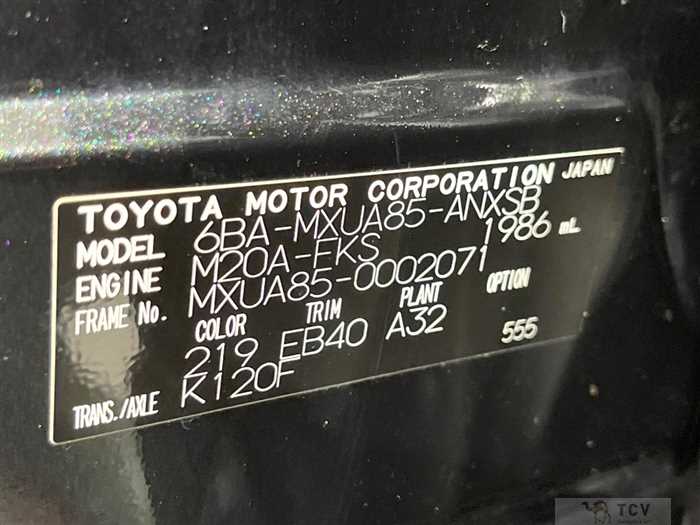 TOYOTA MOTOR CORPORATION JAPAN
MODEL 6BA-MXUA85-ANXSB
ENGINE M20A-FKS 1986 mL
FRAME No. MXUA85-0002071
COLOR TRIM PLANT OPTION
219 EB40 A32 555
TRANS./AXLE K120F
TCV